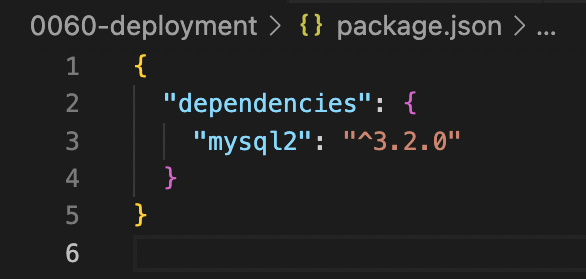 0060-deployment > {} package.json > ...
1 {
2 "dependencies": {
3 "mysql2": "^3.2.0"
4 }
5 }
6